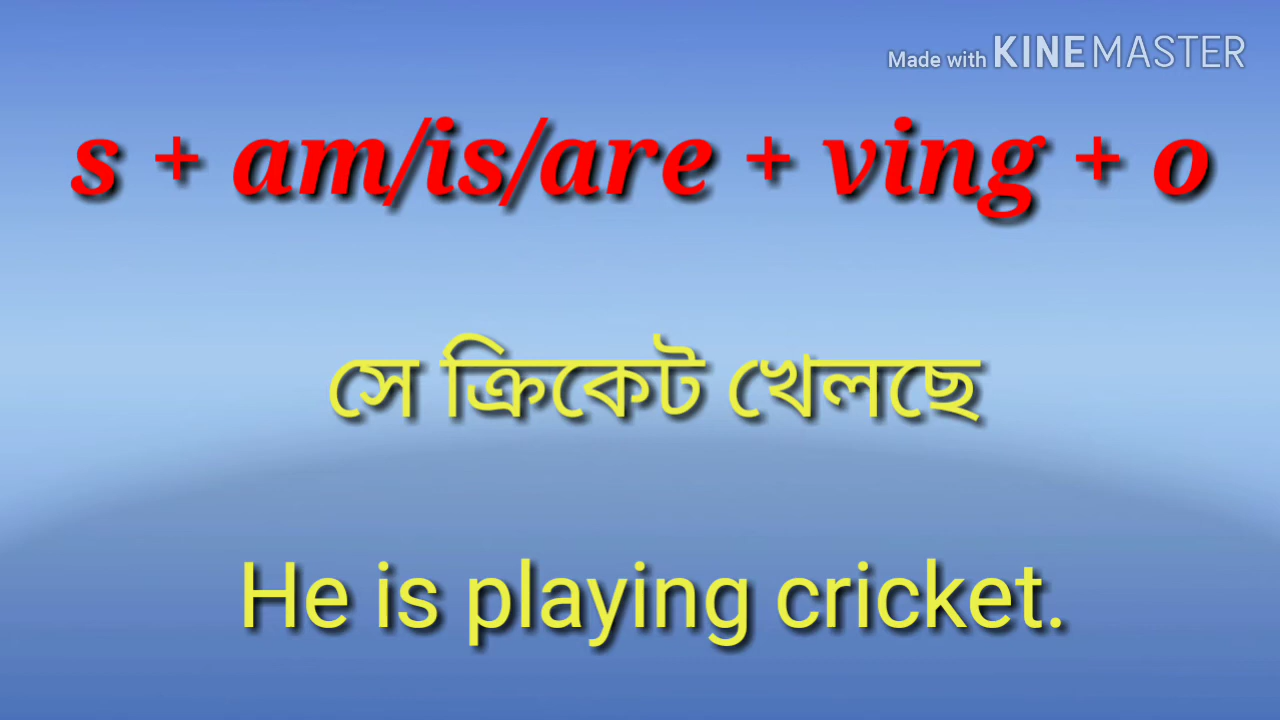 Made with KINEMASTER
s + am/is/are + ving + o
সে ক্রিকেট খেলছে
He is playing cricket.